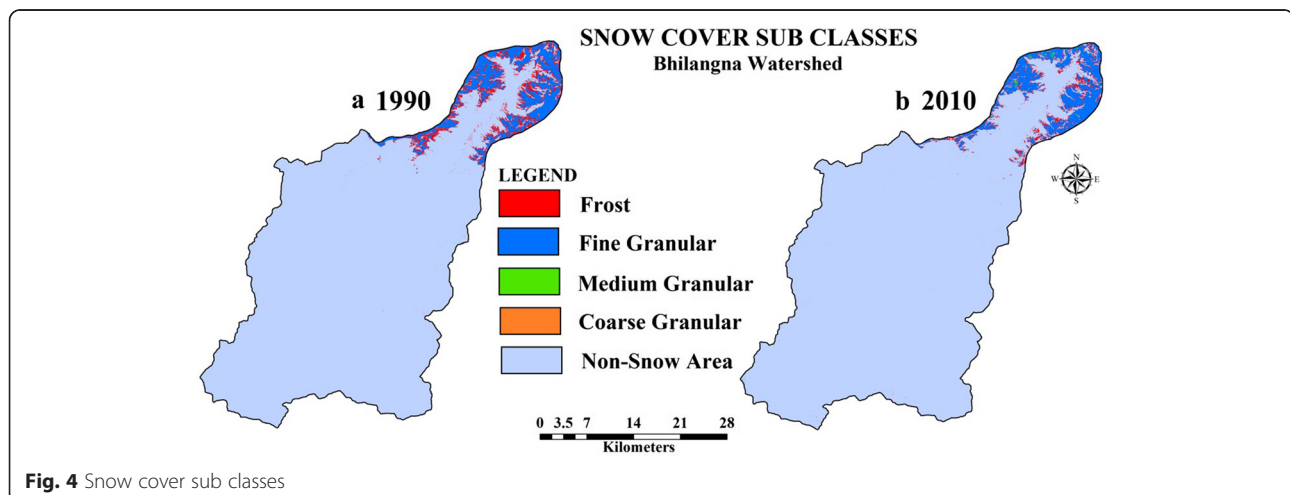 SNOW COVER SUB CLASSES
Bhilangna Watershed
a 1990
b 2010
N
W E
S
LEGEND
Frost
Fine Granular
Medium Granular
Coarse Granular
Non-Snow Area
0 3.5 7 14 21 28
Kilometers
Fig. 4 Snow cover sub classes